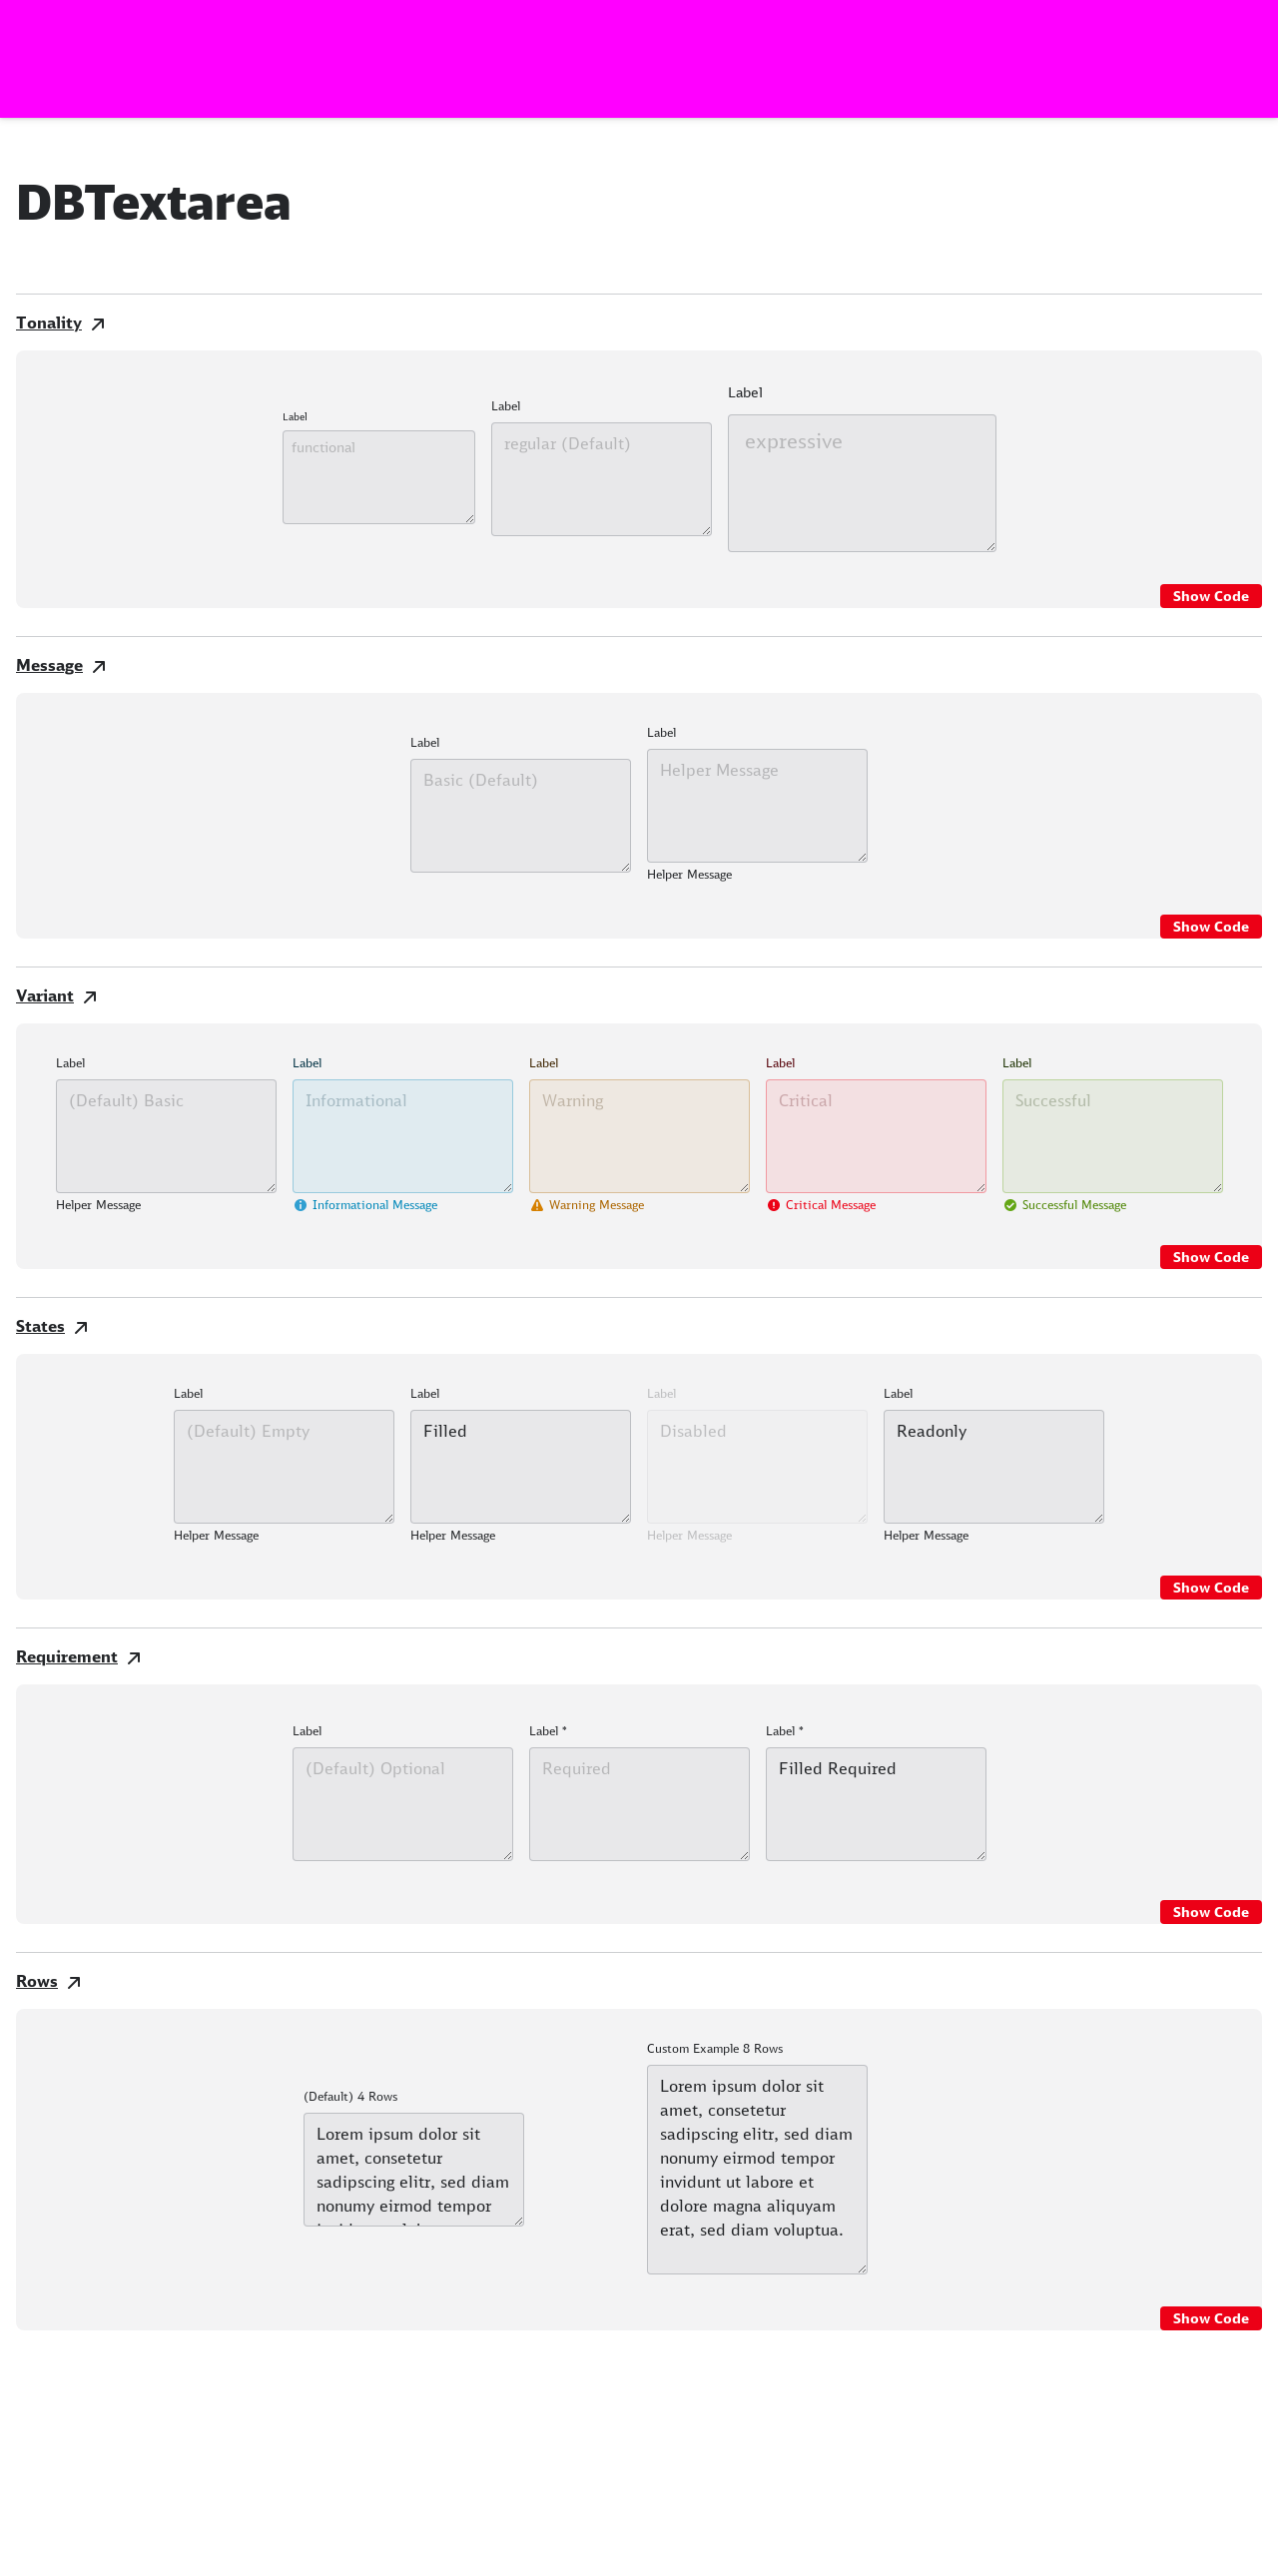 DBTextarea
Tonality
Label
functional
Label
regular (Default)
Label
expressive
Show Code
Message
Label
Basic (Default)
Label
Helper Message
Helper Message
Show Code
Variant
Label
(Default) Basic
Helper Message
Label
Informational
Informational Message
Label
Warning
Warning Message
Label
Critical
Critical Message
Label
Successful
Successful Message
Show Code
States
Label
(Default) Empty
Helper Message
Label
Filled
Helper Message
Label
Disabled
Helper Message
Label
Readonly
Helper Message
Show Code
Requirement
Label
(Default) Optional
Label *
Required
Label *
Filled Required
Show Code
Rows
(Default) 4 Rows
Lorem ipsum dolor sit
amet, consetetur
sadipscing elitr, sed diam
nonumy eirmod tempor
Custom Example 8 Rows
Lorem ipsum dolor sit
amet, consetetur
sadipscing elitr, sed diam
nonumy eirmod tempor
invidunt ut labore et
dolore magna aliquyam
erat, sed diam voluptua.
Show Code